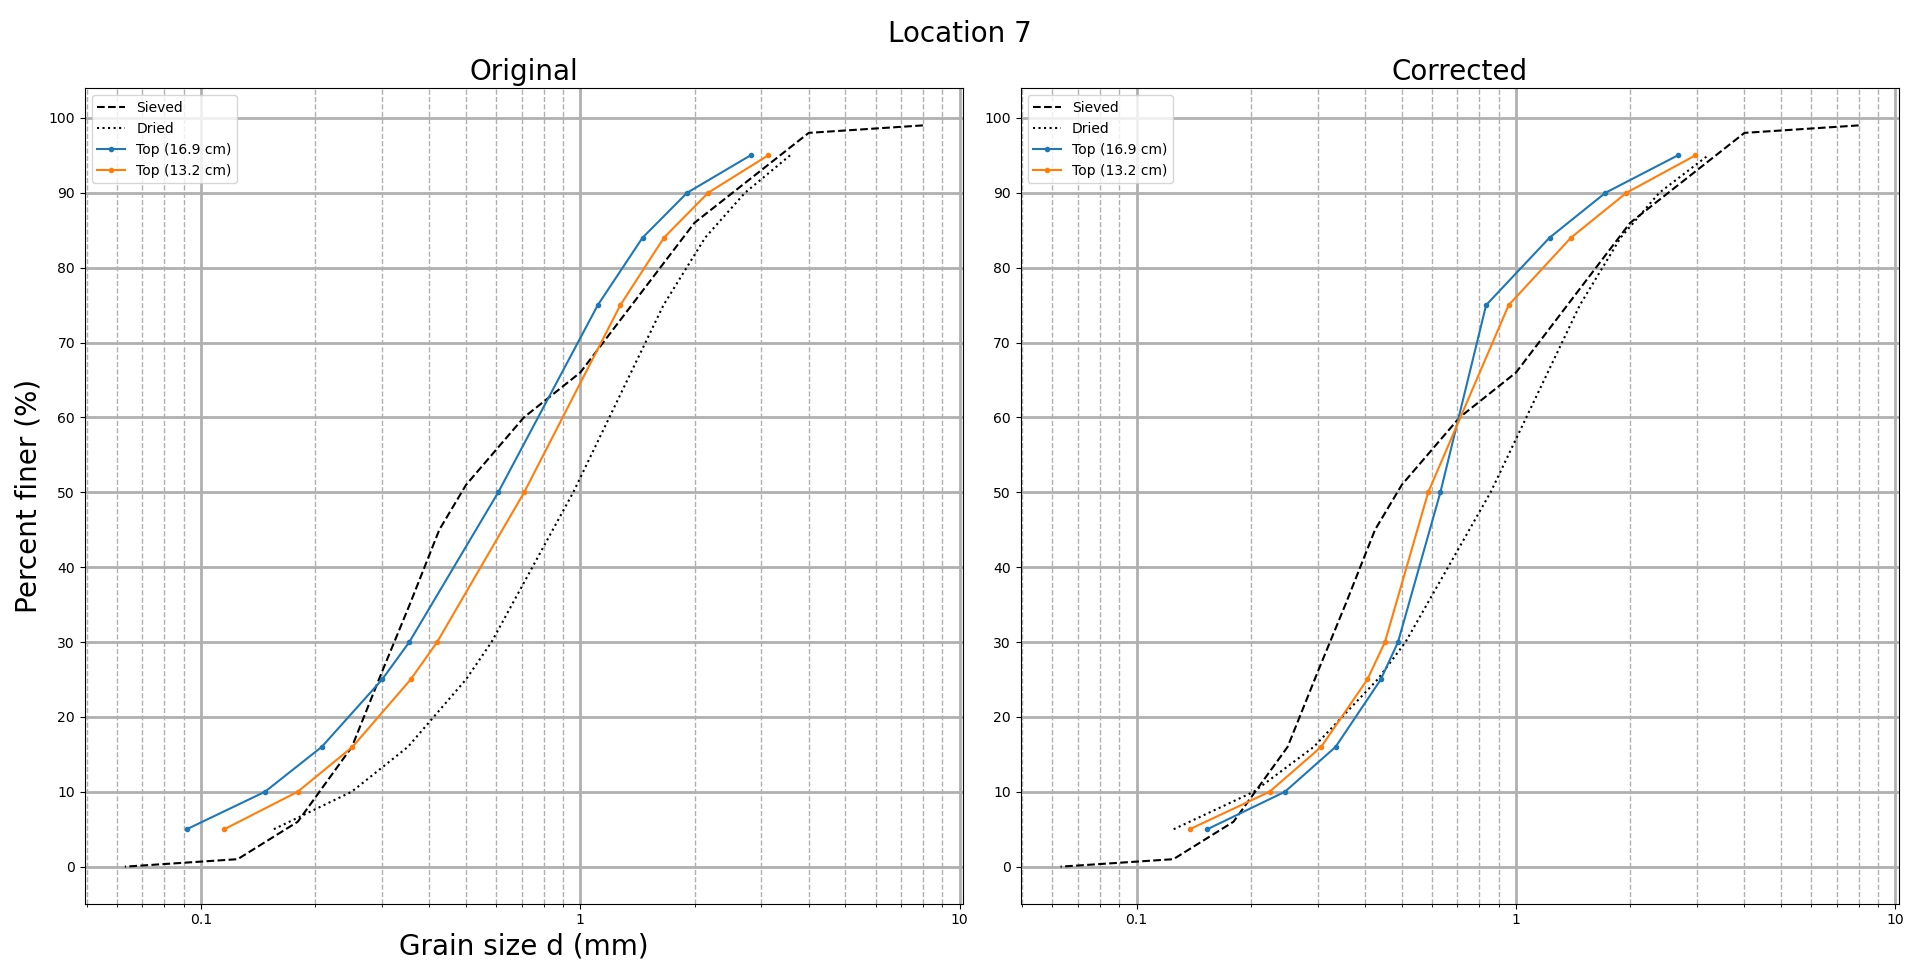 Location 7
Original
Percent finer (%)
100
90
80
70
60
50
40
30
20
10
0
Sieved
Dried
Top (16.9 cm)
Top (13.2 cm)
0.1
1
10
Grain size d (mm)
Corrected
100
90
80
70
60
50
40
30
20
10
0
Sieved
Dried
Top (16.9 cm)
Top (13.2 cm)
0.1
1
10